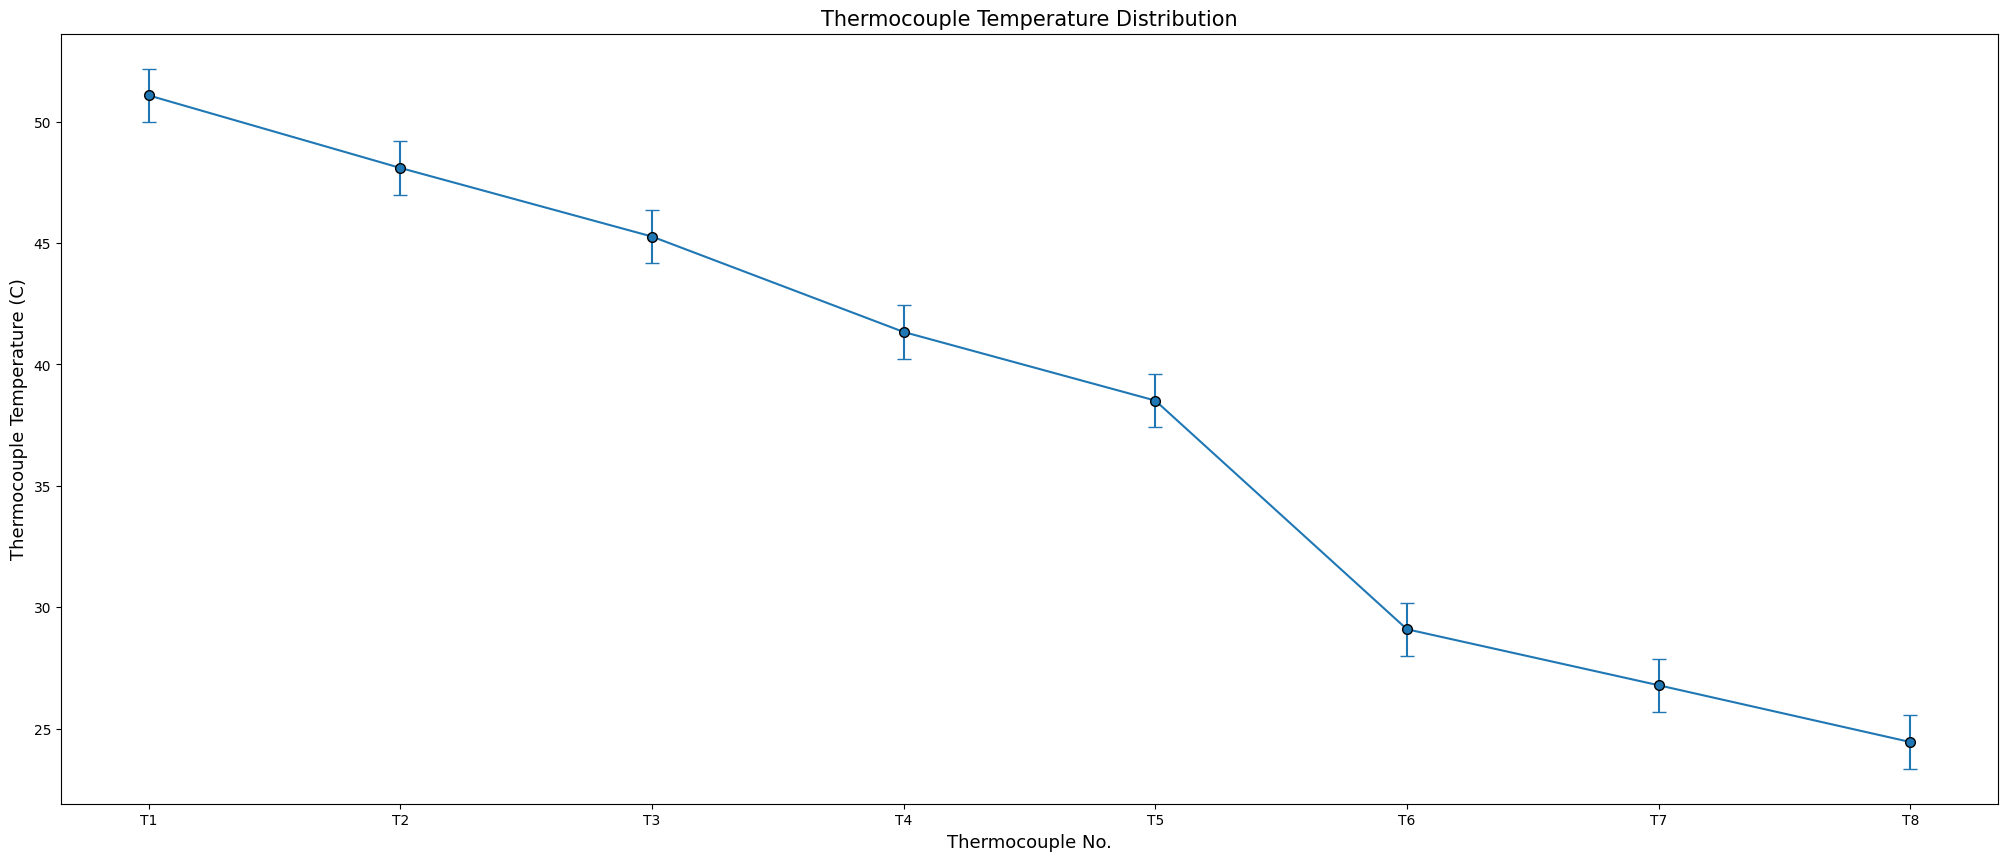 Thermocouple Temperature Distribution
Thermocouple Temperature (C)
50
45
40
35
30
25
T1 T2 T3 T4 T5 T6 T7 T8
Thermocouple No.